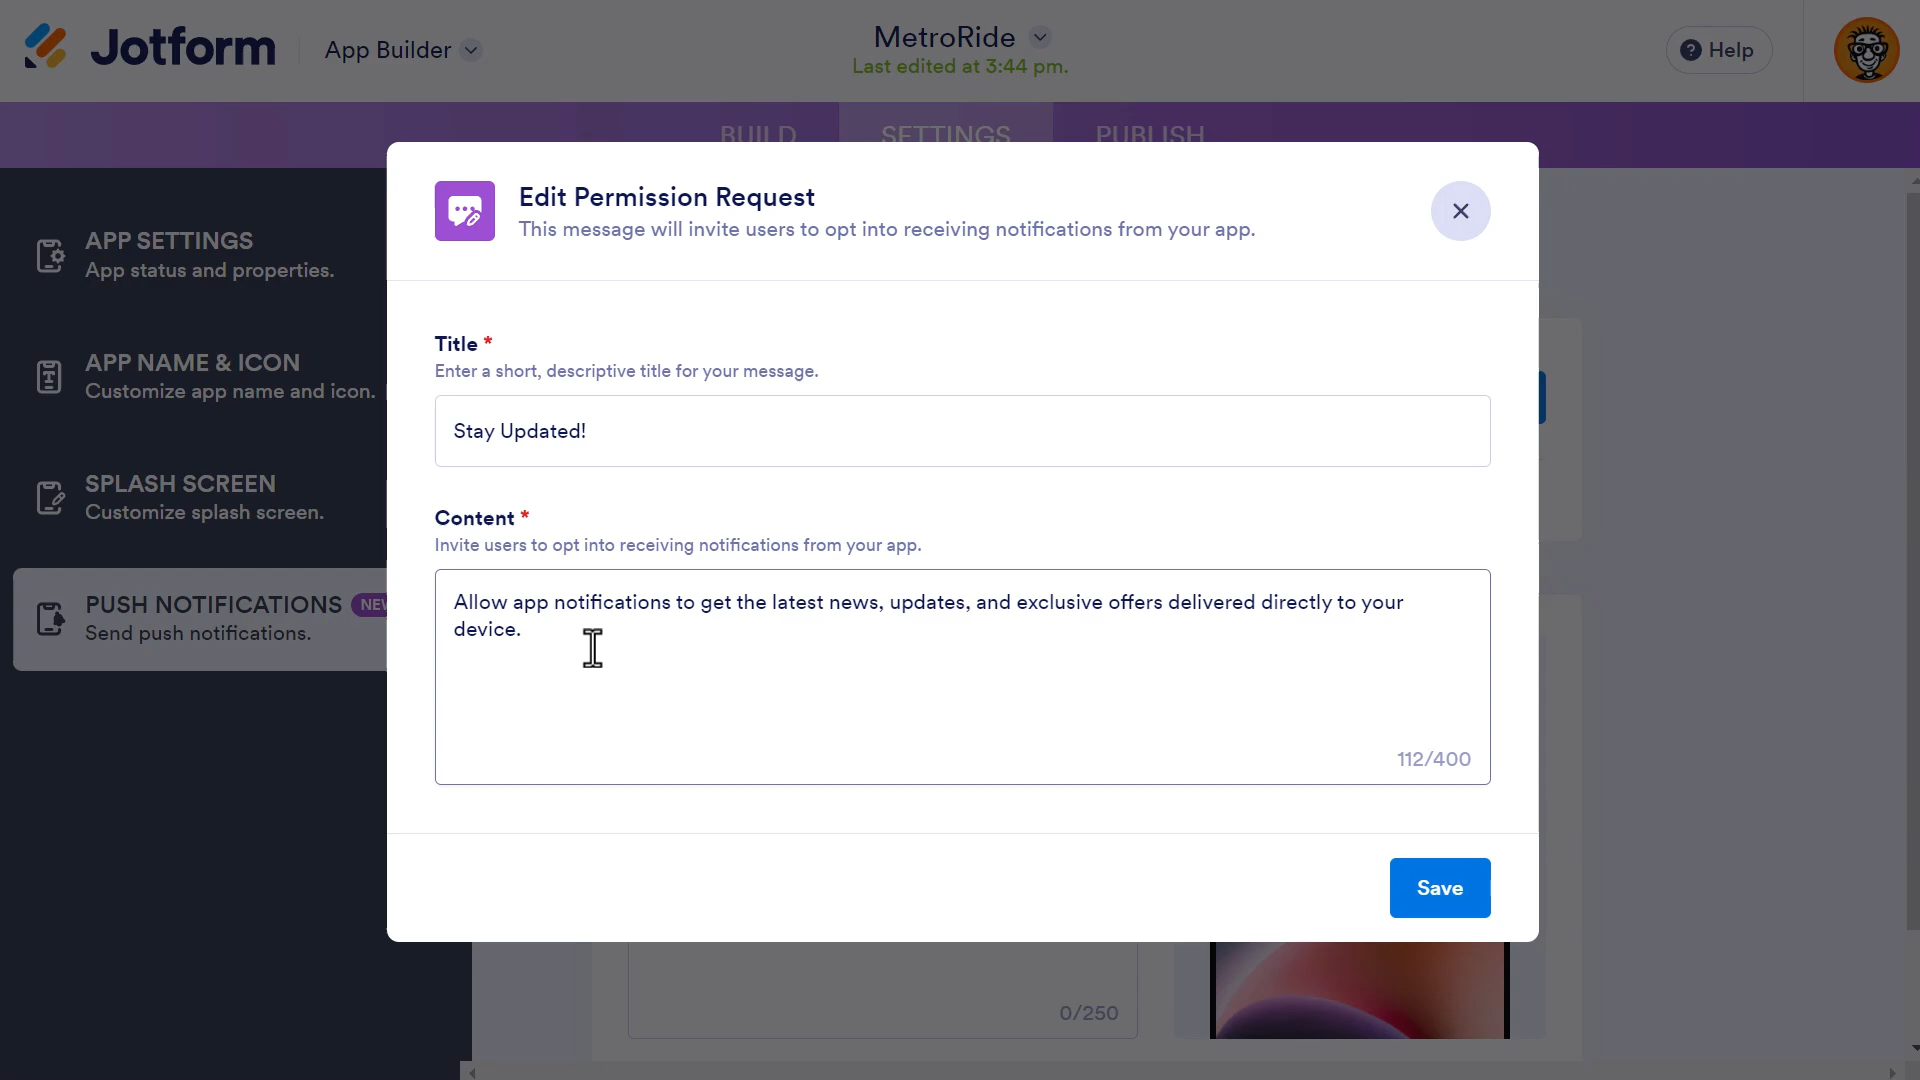 Jotform
App Builder
MetroRide
Last edited at 3:44 pm.
Help
BUILD
SETTINGS
PUBLISH
APP SETTINGS
App status and properties.
APP NAME & ICON
Customize app name and icon.
SPLASH SCREEN
Customize splash screen.
PUSH NOTIFICATIONS NEW
Send push notifications.
Edit Permission Request
This message will invite users to opt into receiving notifications from your app.
Title *
Enter a short, descriptive title for your message.
Stay Updated!
Content *
Invite users to opt into receiving notifications from your app.
Allow app notifications to get the latest news, updates, and exclusive offers delivered directly to your
device.
112/400
Save
0/250